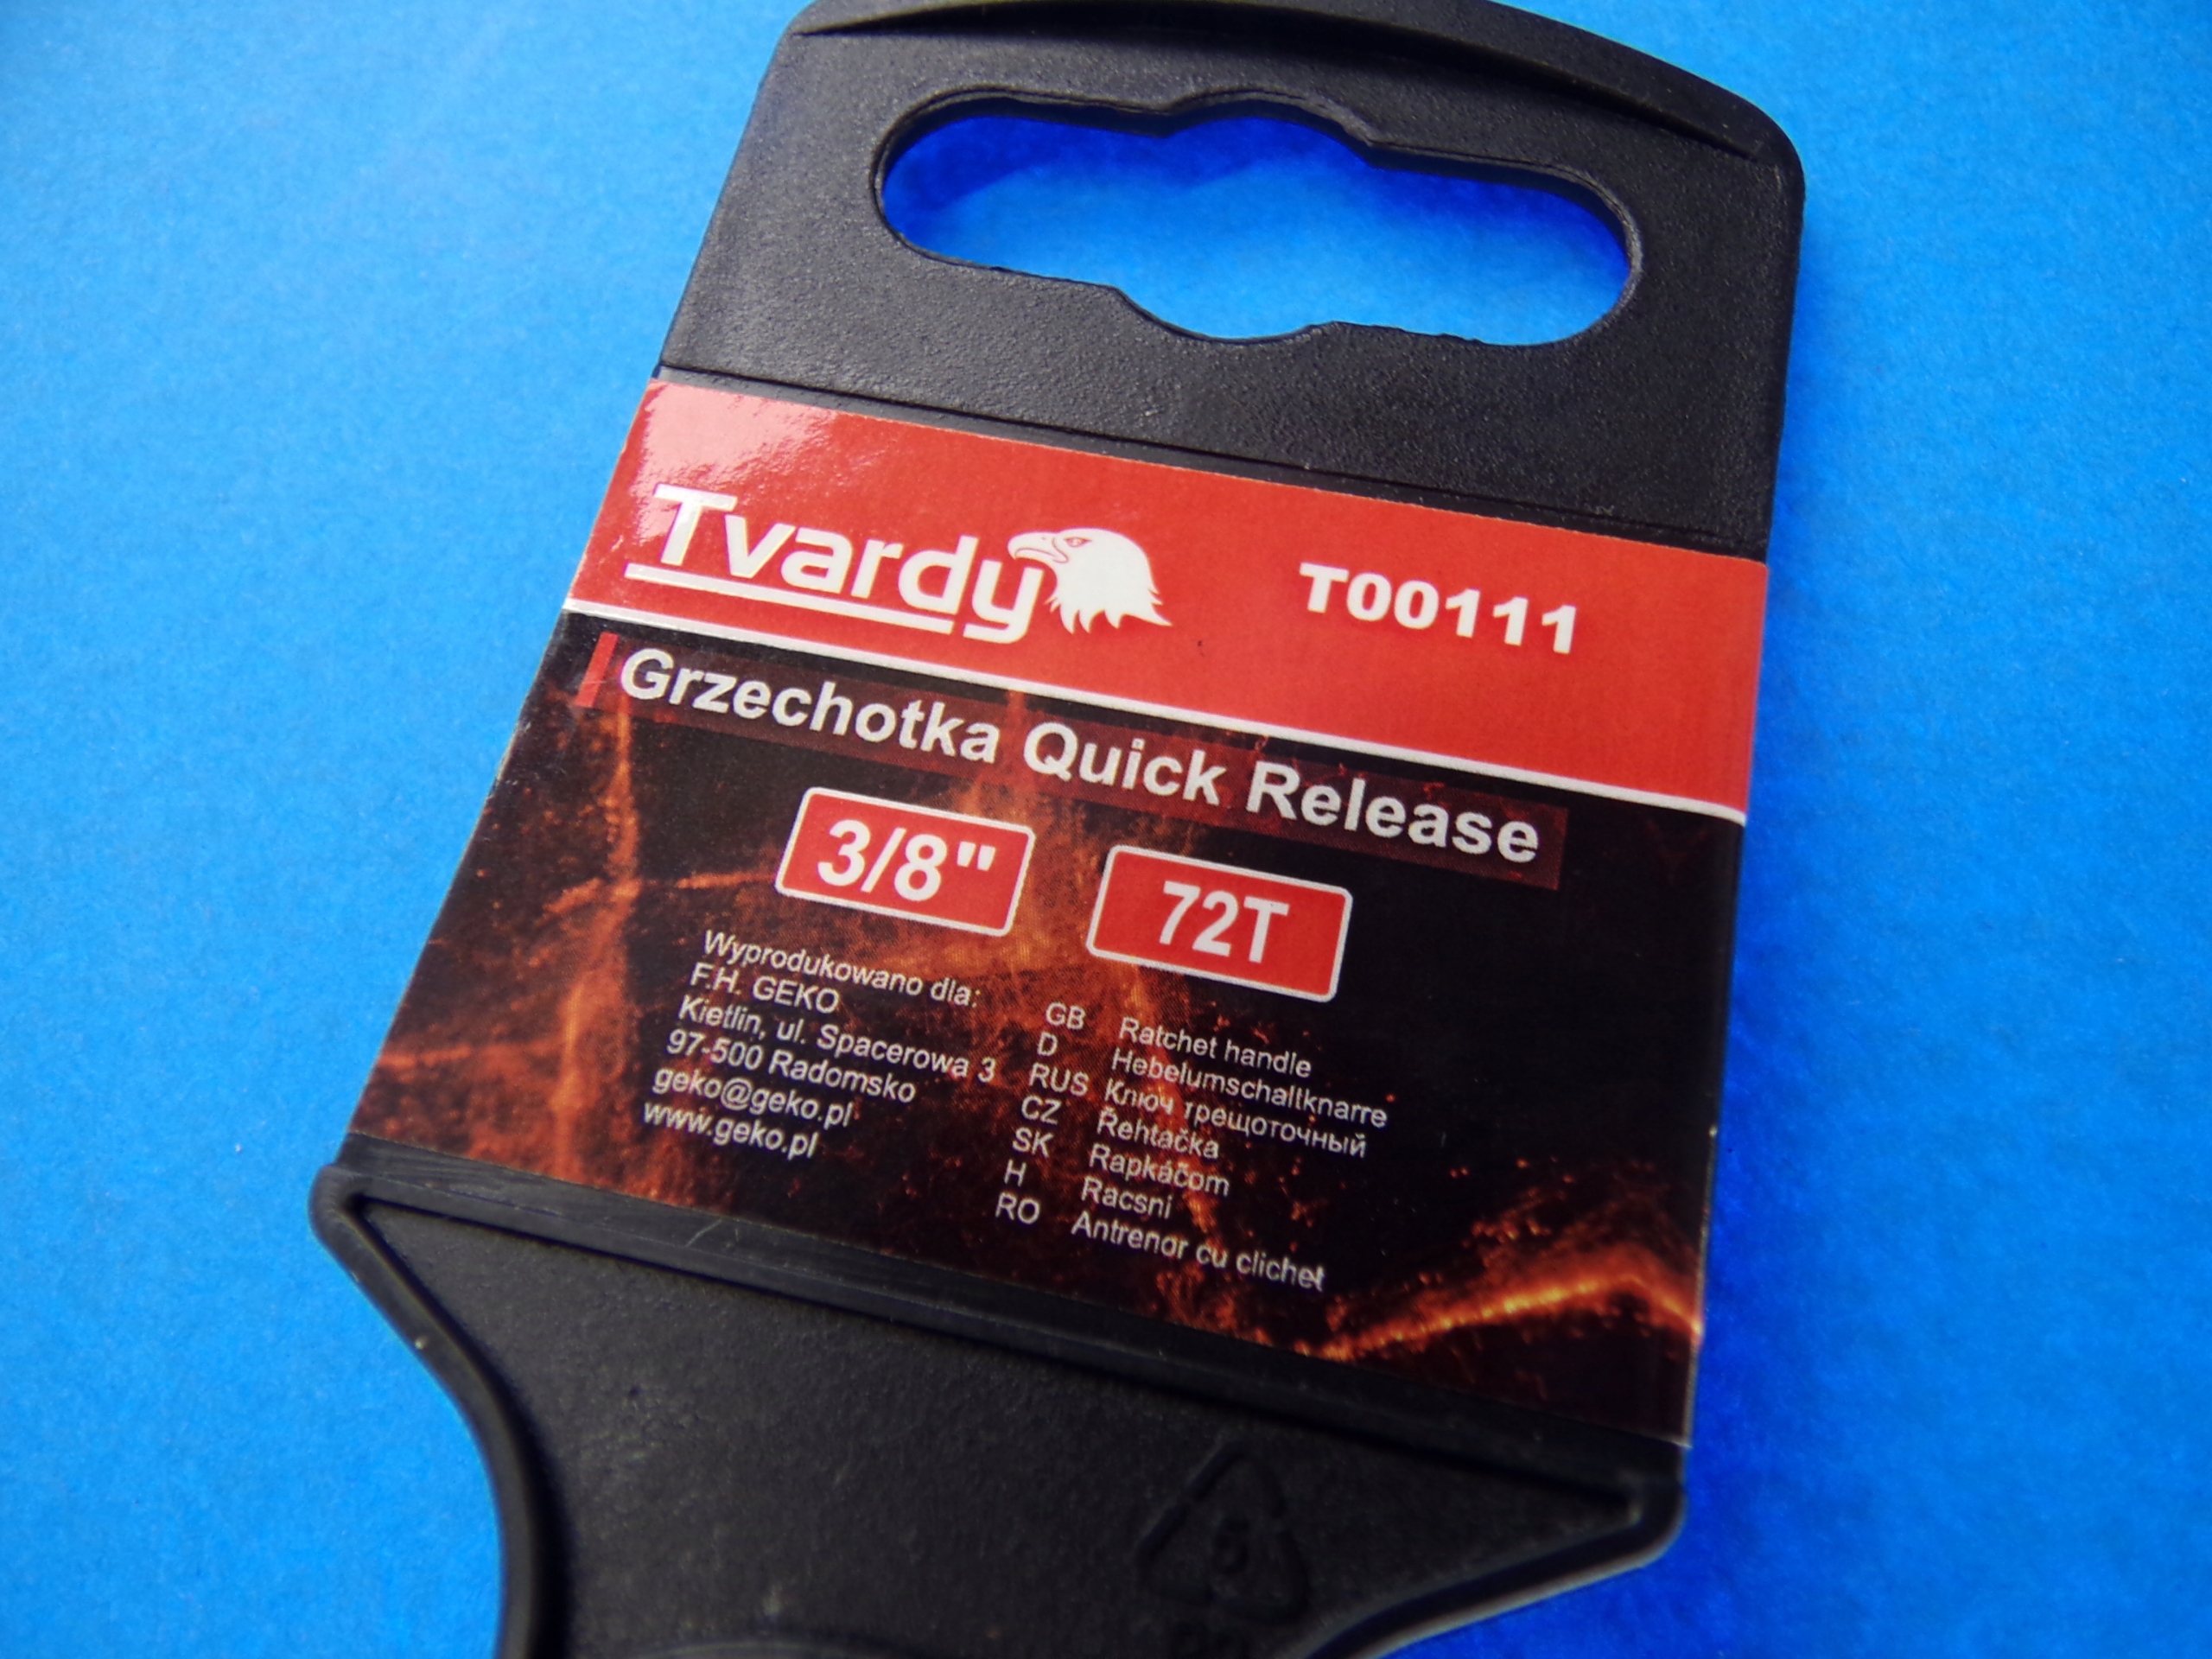 Tvardy
T00111
Grzechotka Quick Release
3/8"
72T
Wyprodukowano dla:
F.H. GEKO
Kietlin, ul. Spacerowa 3
97-500 Radomsko
geko@geko.pl
www.geko.pl
GB Ratchet handle
D Hebelumschaltknarre
RUS Ключ трещоточный
CZ Řehtačka
SK Rapkáčom
H Racsni
RO Antrenor cu clichet
5